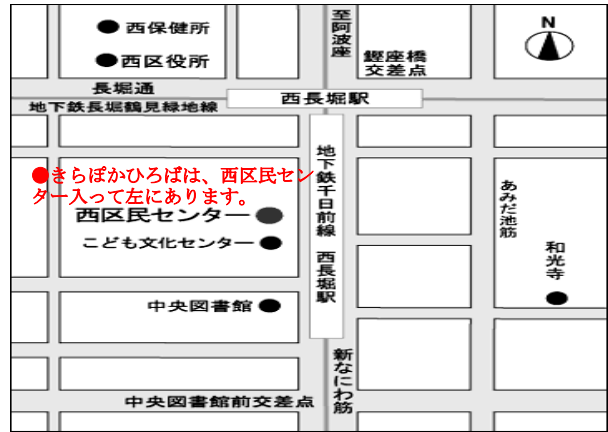 西保健所
西区役所
至阿波座
N
鰹座橋
交差点
長堀通
地下鉄長堀鶴見緑地線
西長堀駅
●きらぽかひろばは、西区民セン
ター入って左にあります。
西区民センター
こども文化センター
地下鉄千日前線 西長堀駅
あみだ池筋
和光寺
中央図書館
新なにわ筋
中央図書館前交差点